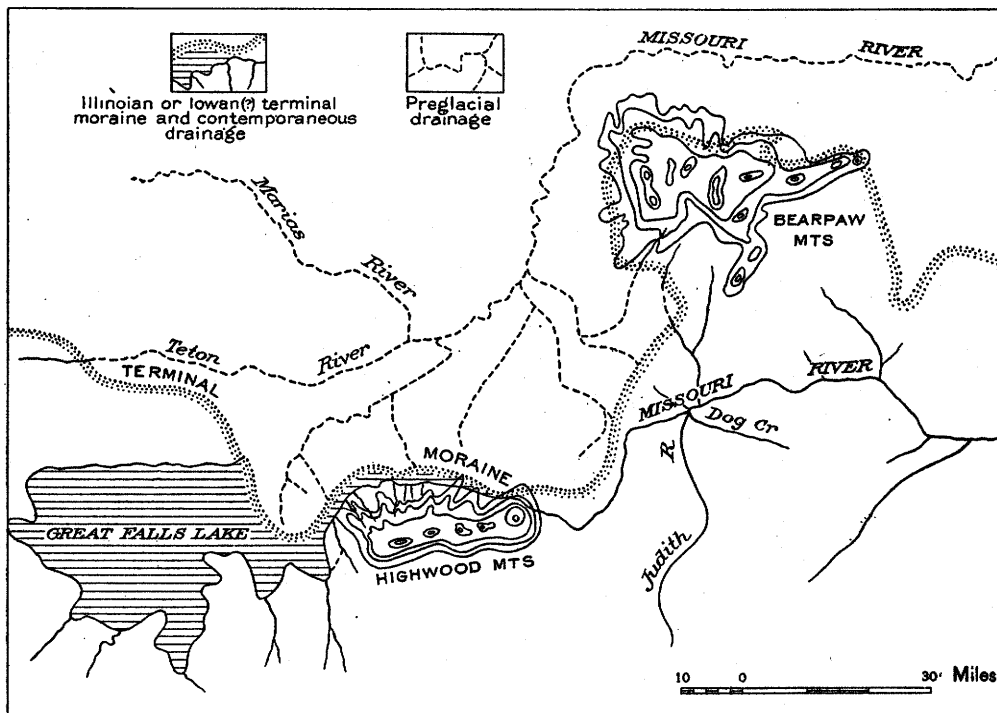 MISSOURI RIVER
Illinoian or Iowan(?) terminal
moraine and contemporaneous
drainage
Preglacial
drainage
Marias River
BEARPAW
MTS
Teton River
TERMINAL
MORAINE
MISSOURI RIVER
Dog Cr
Judith R
GREAT FALLS LAKE
HIGHWOOD MTS
10 0 30 Miles